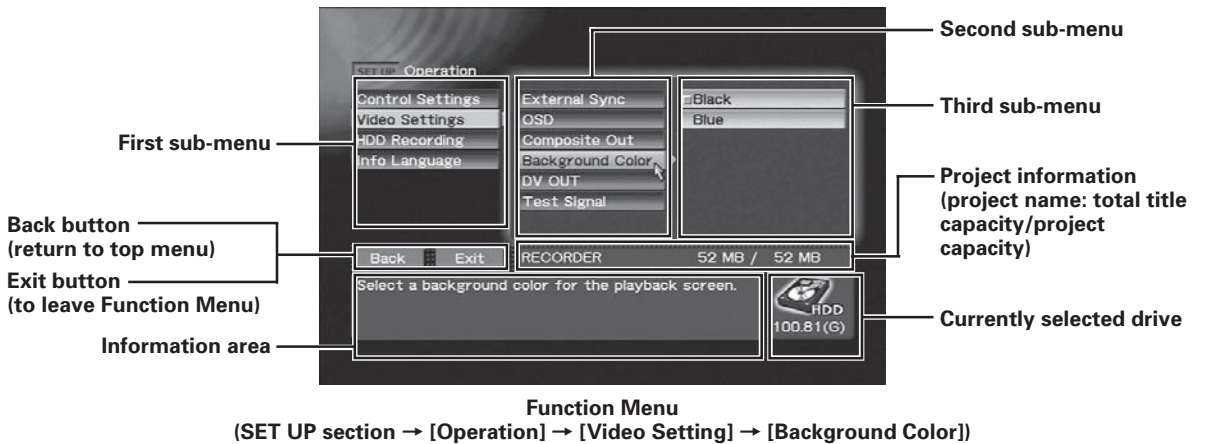 Second sub-menu
SET UP Operation
Control Settings
Video Settings
HDD Recording
Info Language
External Sync
OSD
Composite Out
Background Color
DV OUT
Test Signal
Black
Blue
Third sub-menu
First sub-menu
Project information
(project name: total title
capacity/project
capacity)
Back button
(return to top menu)
Exit button
(to leave Function Menu)
Back Exit
RECORDER 52 MB / 52 MB
Select a background color for the playback screen.
HDD
100.81(G)
Currently selected drive
Information area
Function Menu
(SET UP section → [Operation] → [Video Setting] → [Background Color])